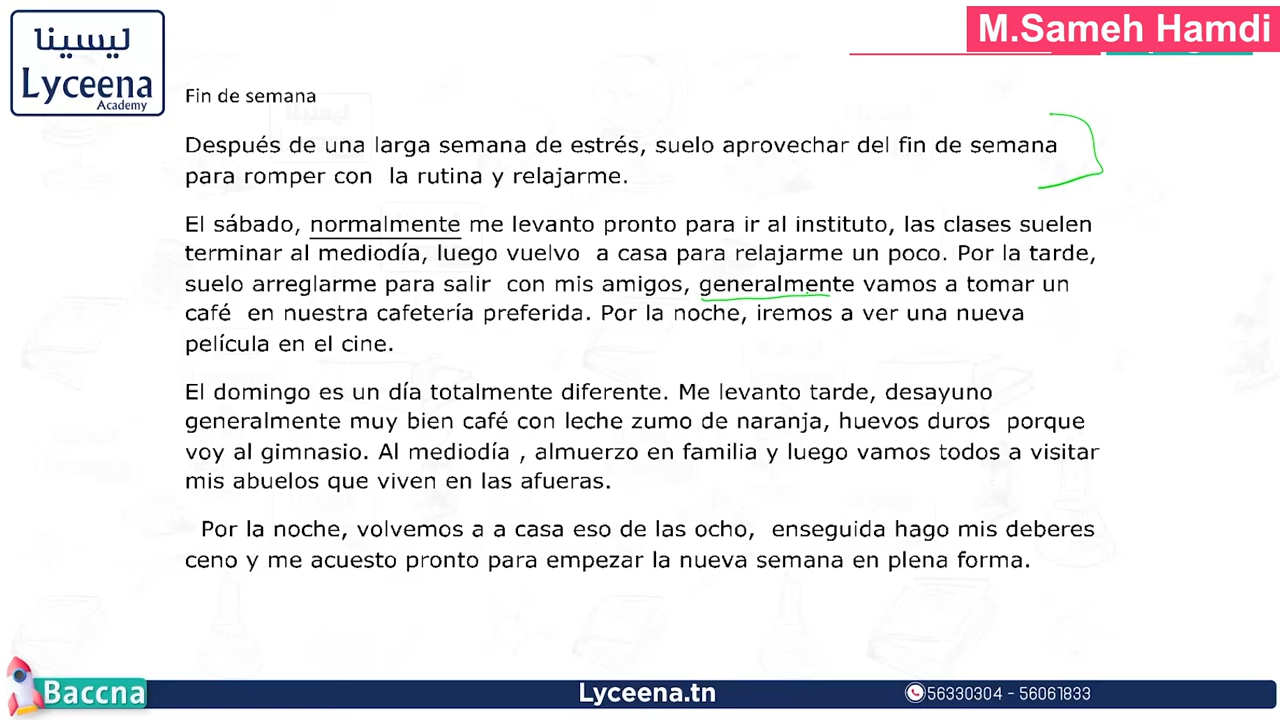 ليسينا
Lyceena
Academy
M.Sameh Hamdi
Fin de semana
Después de una larga semana de estrés, suelo aprovechar del fin de semana
para romper con la rutina y relajarme.
El sábado, normalmente me levanto pronto para ir al instituto, las clases suelen
terminar al mediodía, luego vuelvo a casa para relajarme un poco. Por la tarde,
suelo arreglarme para salir con mis amigos, generalmente vamos a tomar un
café en nuestra cafetería preferida. Por la noche, iremos a ver una nueva
película en el cine.
El domingo es un día totalmente diferente. Me levanto tarde, desayuno
generalmente muy bien café con leche zumo de naranja, huevos duros porque
voy al gimnasio. Al mediodía , almuerzo en familia y luego vamos todos a visitar
mis abuelos que viven en las afueras.
Por la noche, volvemos a a casa eso de las ocho, enseguida hago mis deberes
ceno y me acuesto pronto para empezar la nueva semana en plena forma.
Baccna
Lyceena.tn
56330304 - 56061833